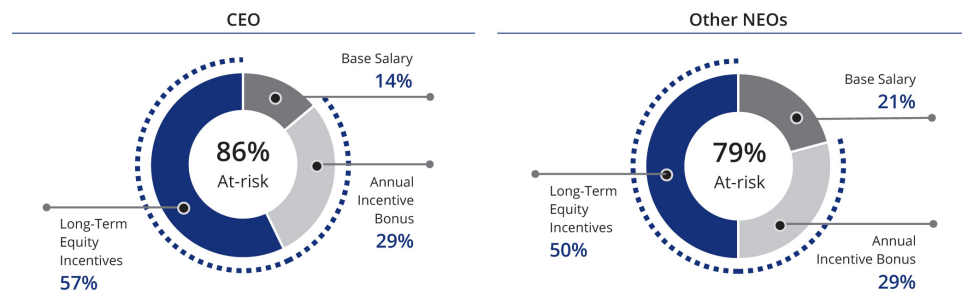 CEO
Base Salary
14%
86%
At-risk
Annual
Incentive
Bonus
29%
Long-Term
Equity
Incentives
57%
Other NEOs
Base Salary
21%
79%
At-risk
Long-Term
Equity
Incentives
50%
Annual
Incentive Bonus
29%